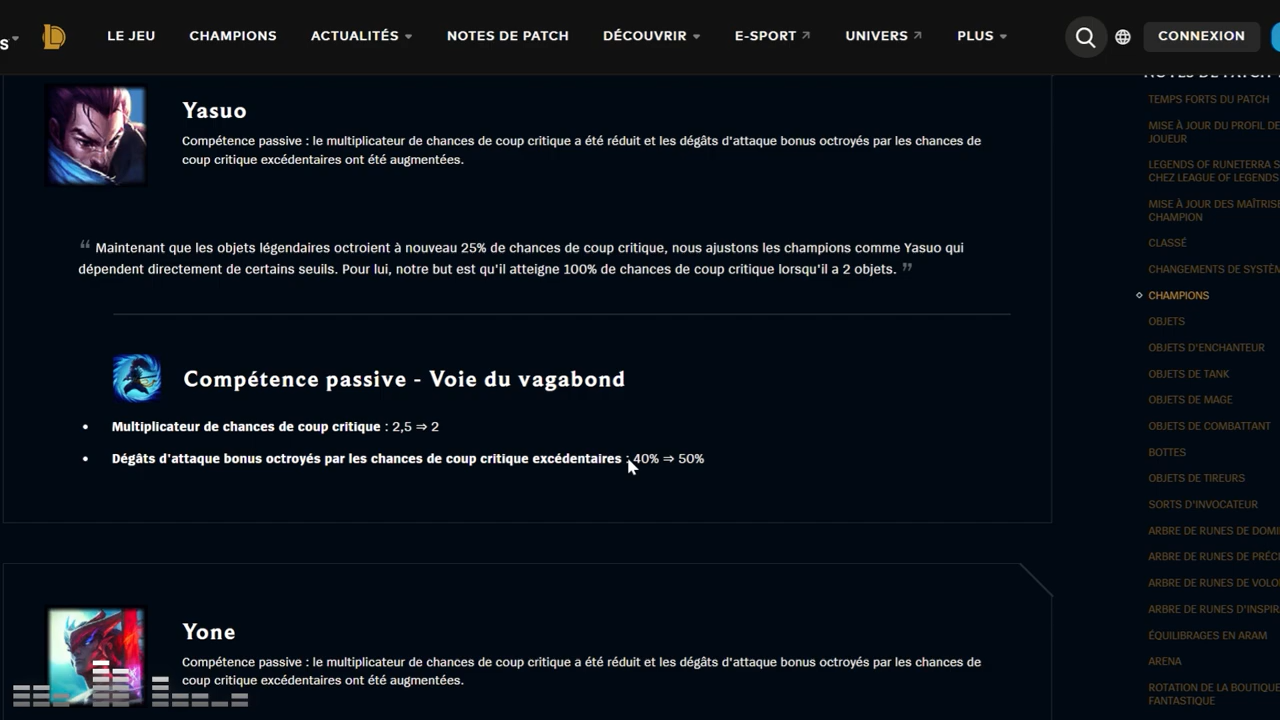 S
LE JEU
CHAMPIONS
ACTUALITÉS
NOTES DE PATCH
DÉCOUVRIR
E-SPORT
UNIVERS
PLUS
CONNEXION
Yasuo
Compétence passive : le multiplicateur de chances de coup critique a été réduit et les dégâts d'attaque bonus octroyés par les chances de
coup critique excédentaires ont été augmentées.
“ Maintenant que les objets légendaires octroient à nouveau 25% de chances de coup critique, nous ajustons les champions comme Yasuo qui
dépendent directement de certains seuils. Pour lui, notre but est qu'il atteigne 100% de chances de coup critique lorsqu'il a 2 objets. ”
Compétence passive - Voie du vagabond
• Multiplicateur de chances de coup critique : 2,5 ⇒ 2
• Dégâts d'attaque bonus octroyés par les chances de coup critique excédentaires : 40% ⇒ 50%
Yone
Compétence passive : le multiplicateur de chances de coup critique a été réduit et les dégâts d'attaque bonus octroyés par les chances de
coup critique excédentaires ont été augmentées.
NOTES DE PATCH
TEMPS FORTS DU PATCH
MISE À JOUR DU PROFIL DE
JOUEUR
LEGENDS OF RUNETERRA S
CHEZ LEAGUE OF LEGENDS
MISE À JOUR DES MAÎTRISE
CHAMPION
CLASSÉ
CHANGEMENTS DE SYSTÈM
CHAMPIONS
OBJETS
OBJETS D'ENCHANTEUR
OBJETS DE TANK
OBJETS DE MAGE
OBJETS DE COMBATTANT
BOTTES
OBJETS DE TIREURS
SORTS D'INVOCATEUR
ARBRE DE RUNES DE DOMI
ARBRE DE RUNES DE PRÉC
ARBRE DE RUNES DE VOLO
ARBRE DE RUNES D'INSPIR
ÉQUILIBRAGES EN ARAM
ARENA
ROTATION DE LA BOUTIQUE
FANTASTIQUE